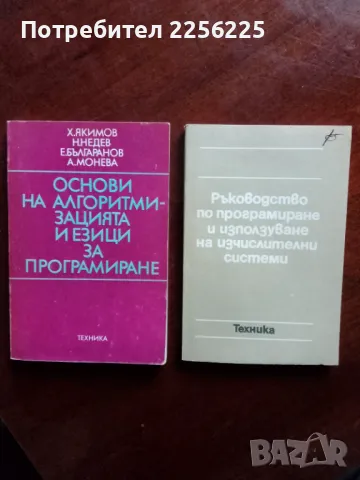 Потребител 2256225
Х.ЯКИМОВ
Н.НЕДЕВ
Е.БЪЛГАРАНОВ
А.МОНЕВА
ОСНОВИ
НА АЛГОРИТМИ-
ЗАЦИЯТА
И ЕЗИЦИ
ЗА
ПРОГРАМИРАНЕ
ТЕХНИКА
Ръководство
по програмиране
и използуване
на изчислителни
системи
Техника
BAZAR